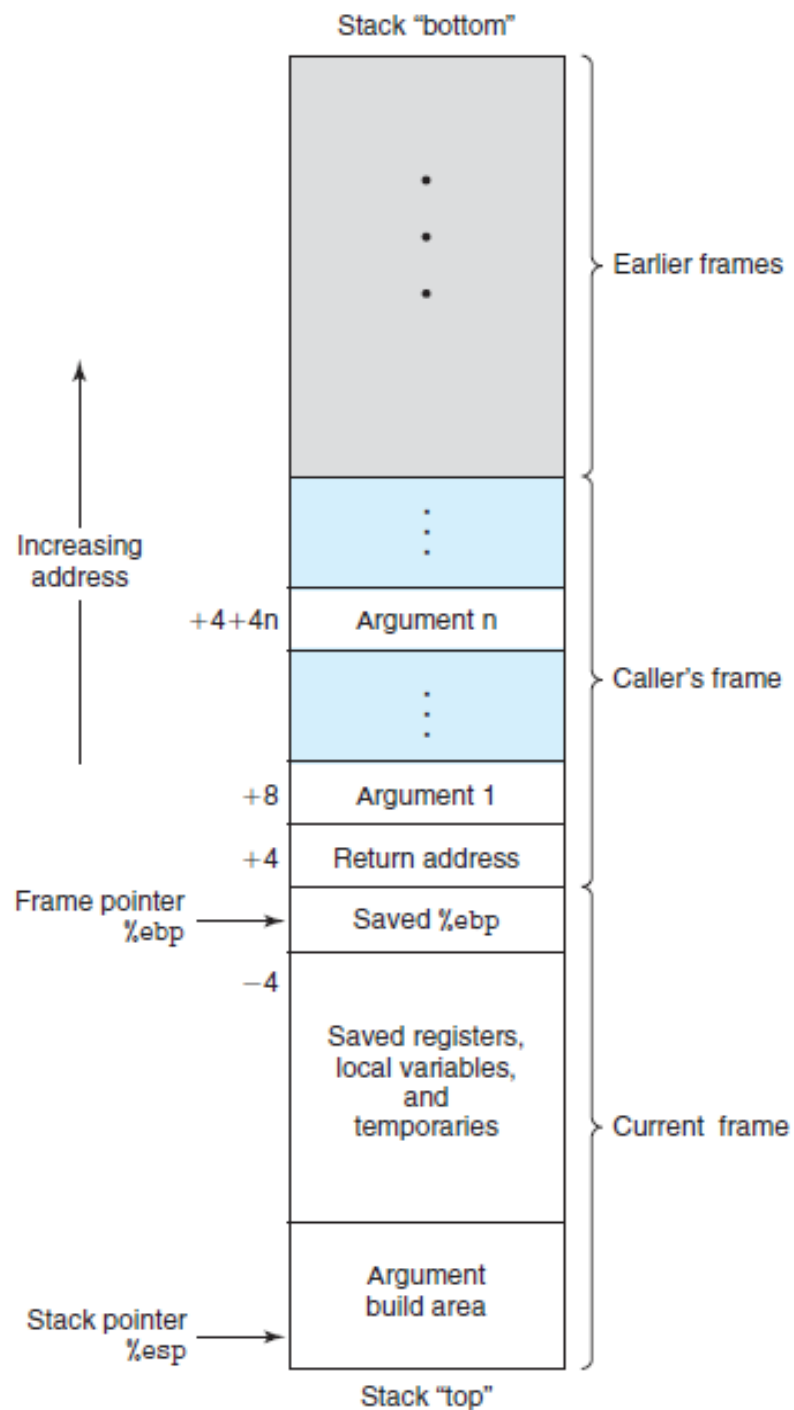 Stack “bottom”
Earlier frames
Increasing
address
+4+4n
Argument n
Caller’s frame
+8
Argument 1
+4
Return address
Frame pointer
%ebp
Saved %ebp
−4
Saved registers,
local variables,
and
temporaries
Current frame
Argument
build area
Stack pointer
%esp
Stack “top”